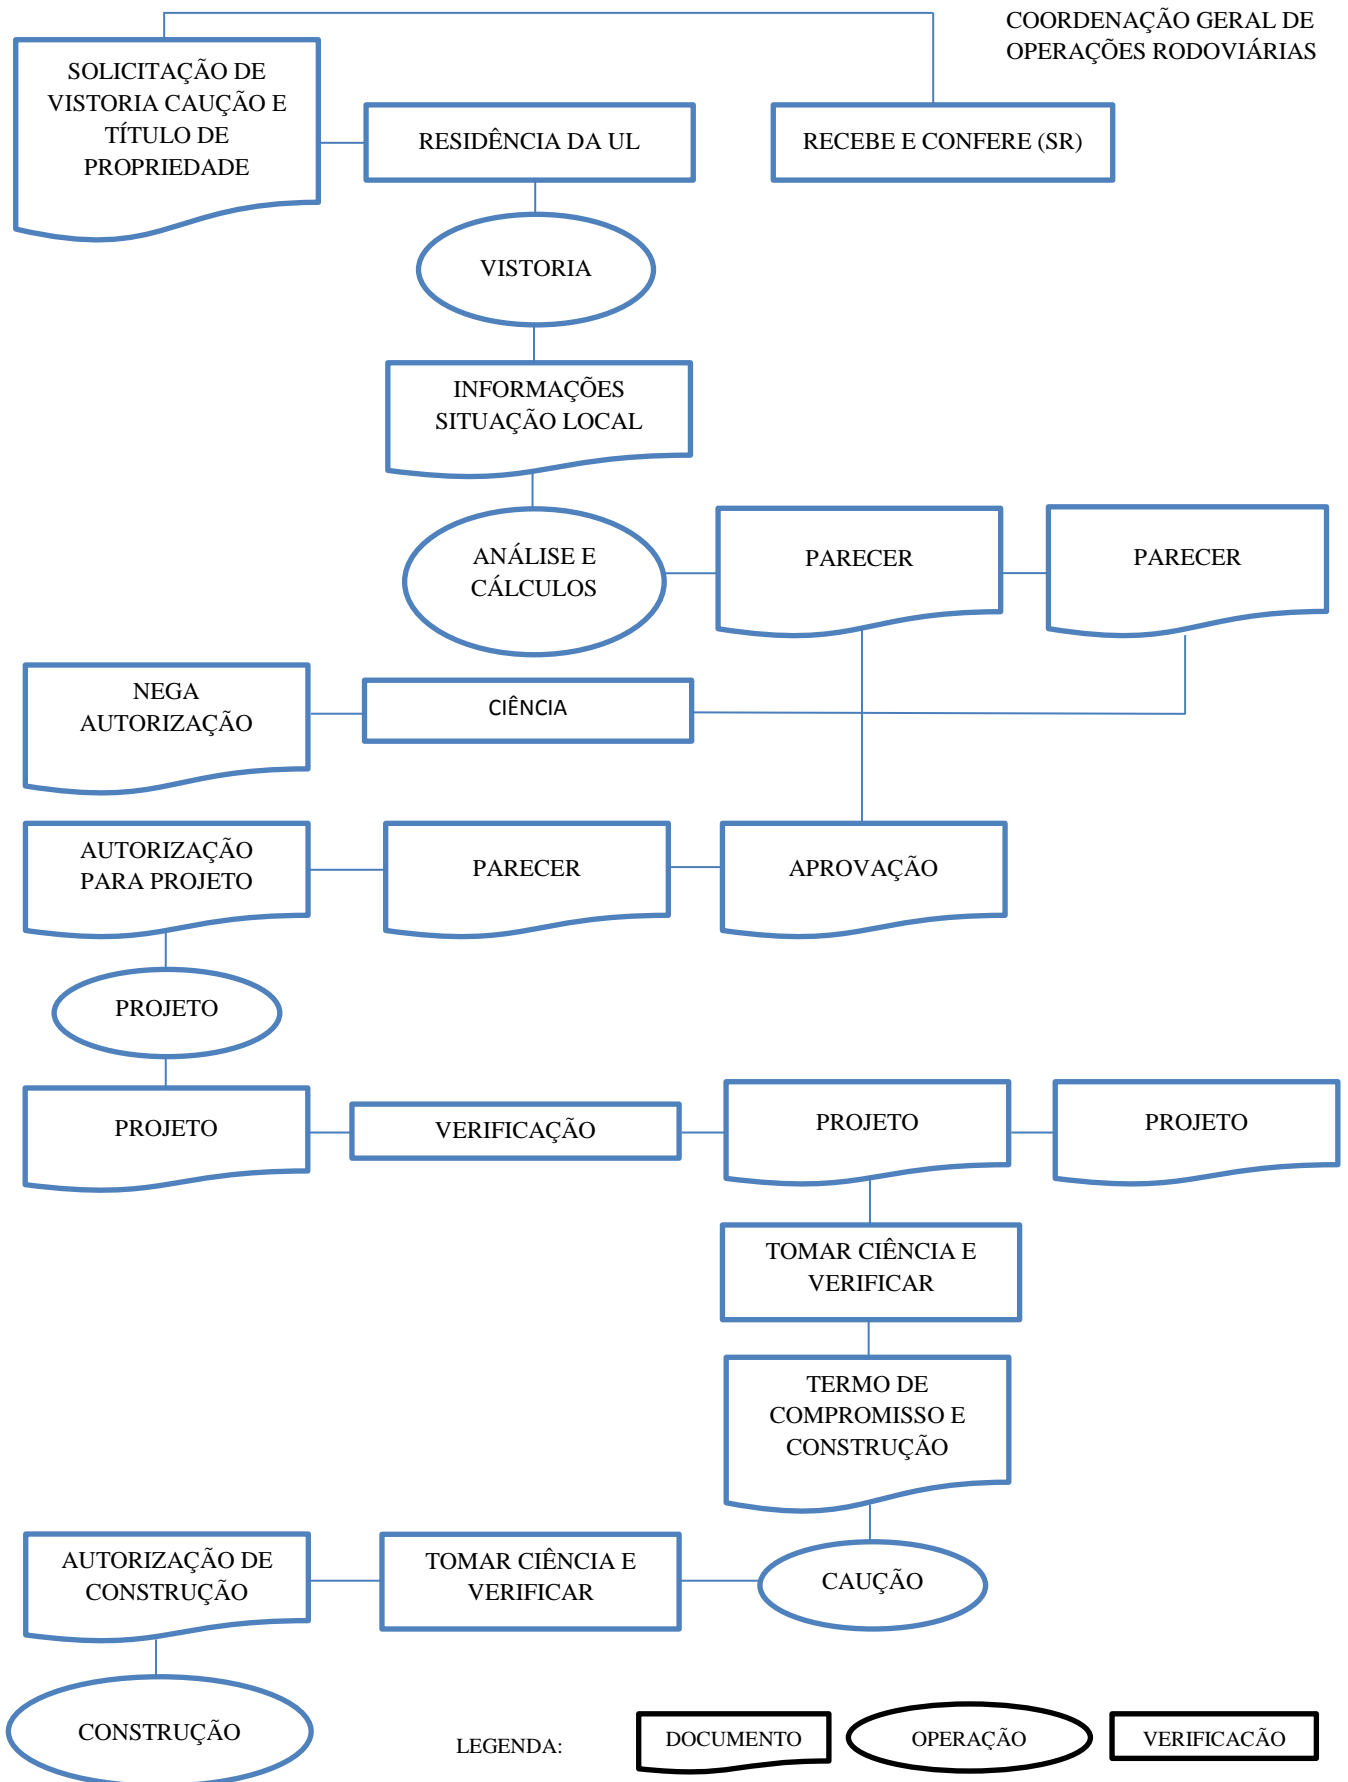 COORDENAÇÃO GERAL DE
OPERAÇÕES RODOVIÁRIAS
SOLICITAÇÃO DE
VISTORIA CAUÇÃO E
TÍTULO DE
PROPRIEDADE
RESIDÊNCIA DA UL
RECEBE E CONFERE (SR)
VISTORIA
INFORMAÇÕES
SITUAÇÃO LOCAL
ANÁLISE E
CÁLCULOS
PARECER
PARECER
NEGA
AUTORIZAÇÃO
CIÊNCIA
AUTORIZAÇÃO
PARA PROJETO
PARECER
APROVAÇÃO
PROJETO
PROJETO
VERIFICAÇÃO
PROJETO
PROJETO
TOMAR CIÊNCIA E
VERIFICAR
TERMO DE
COMPROMISSO E
CONSTRUÇÃO
AUTORIZAÇÃO DE
CONSTRUÇÃO
TOMAR CIÊNCIA E
VERIFICAR
CAUÇÃO
CONSTRUÇÃO
LEGENDA:
DOCUMENTO
OPERAÇÃO
VERIFICACÃO